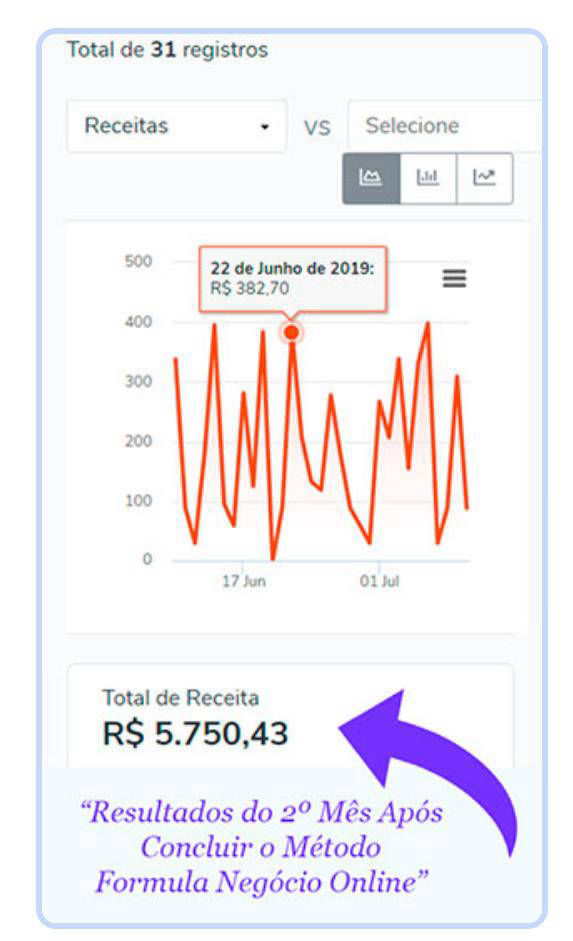 Total de 31 registros
Receitas
vs
Selecione
500
22 de Junho de 2019:
R$ 382,70
400
300
200
100
0
17 Jun
01 Jul
Total de Receita
R$ 5.750,43
“Resultados do 2º Mês Após
Concluir o Método
Formula Negócio Online”